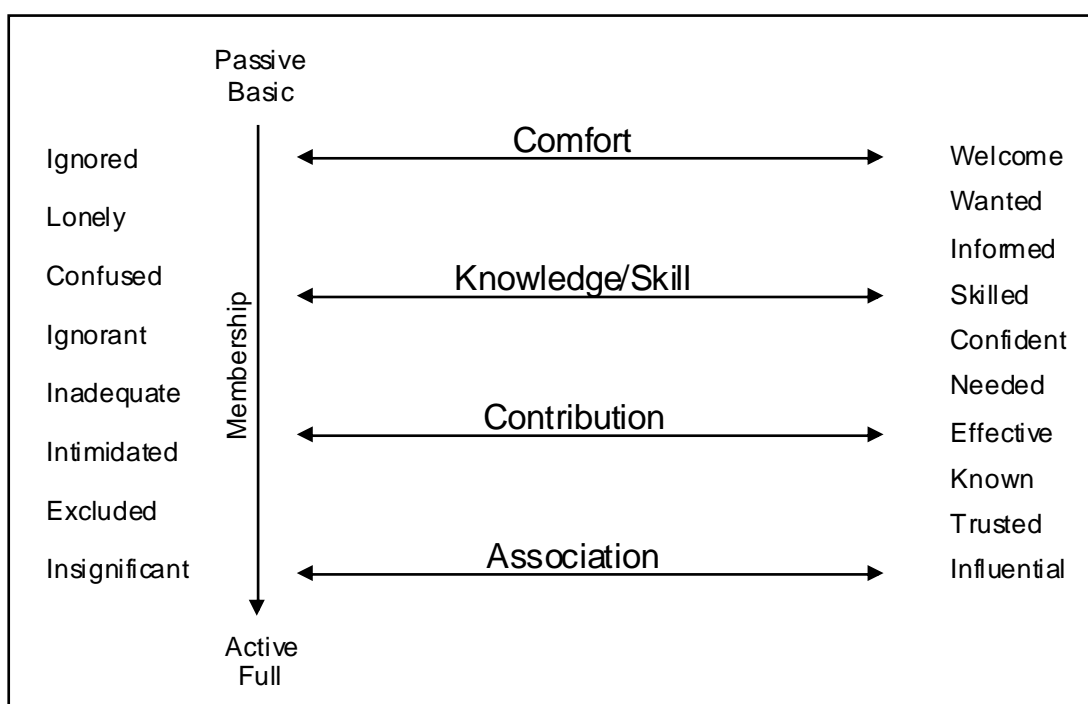 Passive
Basic
Comfort
Ignored
Welcome
Wanted
Lonely
Informed
Confused
Knowledge/Skill
Skilled
Ignorant
Confident
Membership
Inadequate
Needed
Contribution
Effective
Intimidated
Known
Excluded
Trusted
Association
Insignificant
Influential
Active
Full